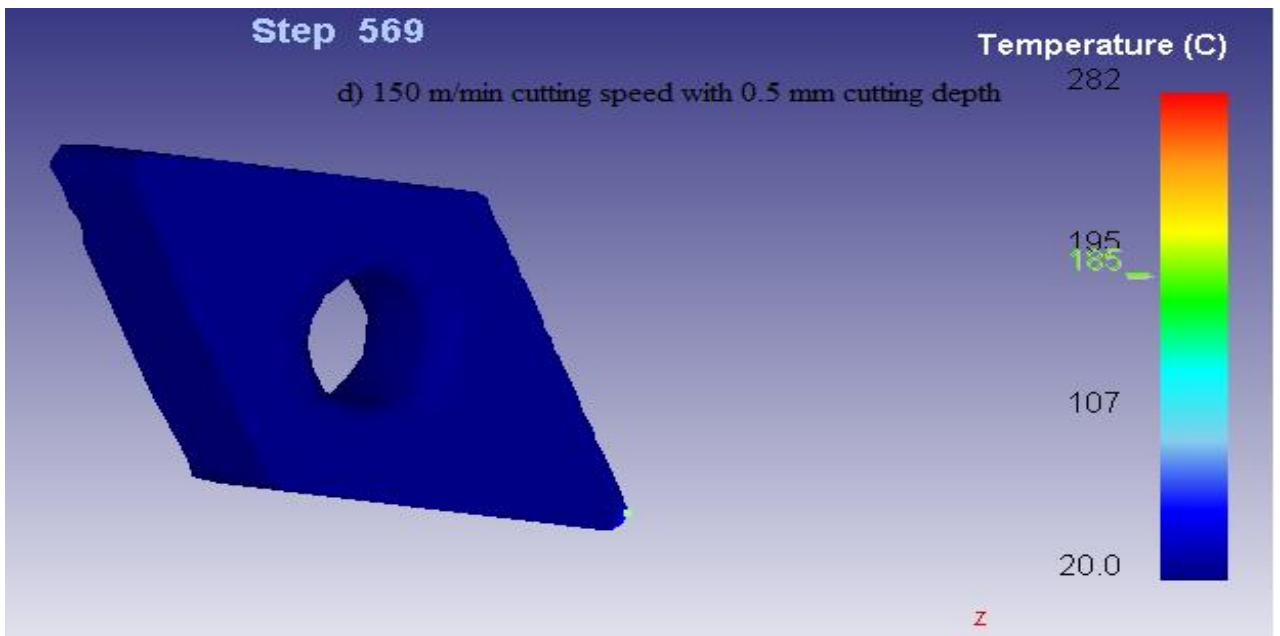 Step 569
Temperature (C)
d) 150 m/min cutting speed with 0.5 mm cutting depth
282
195
185
107
20.0
z